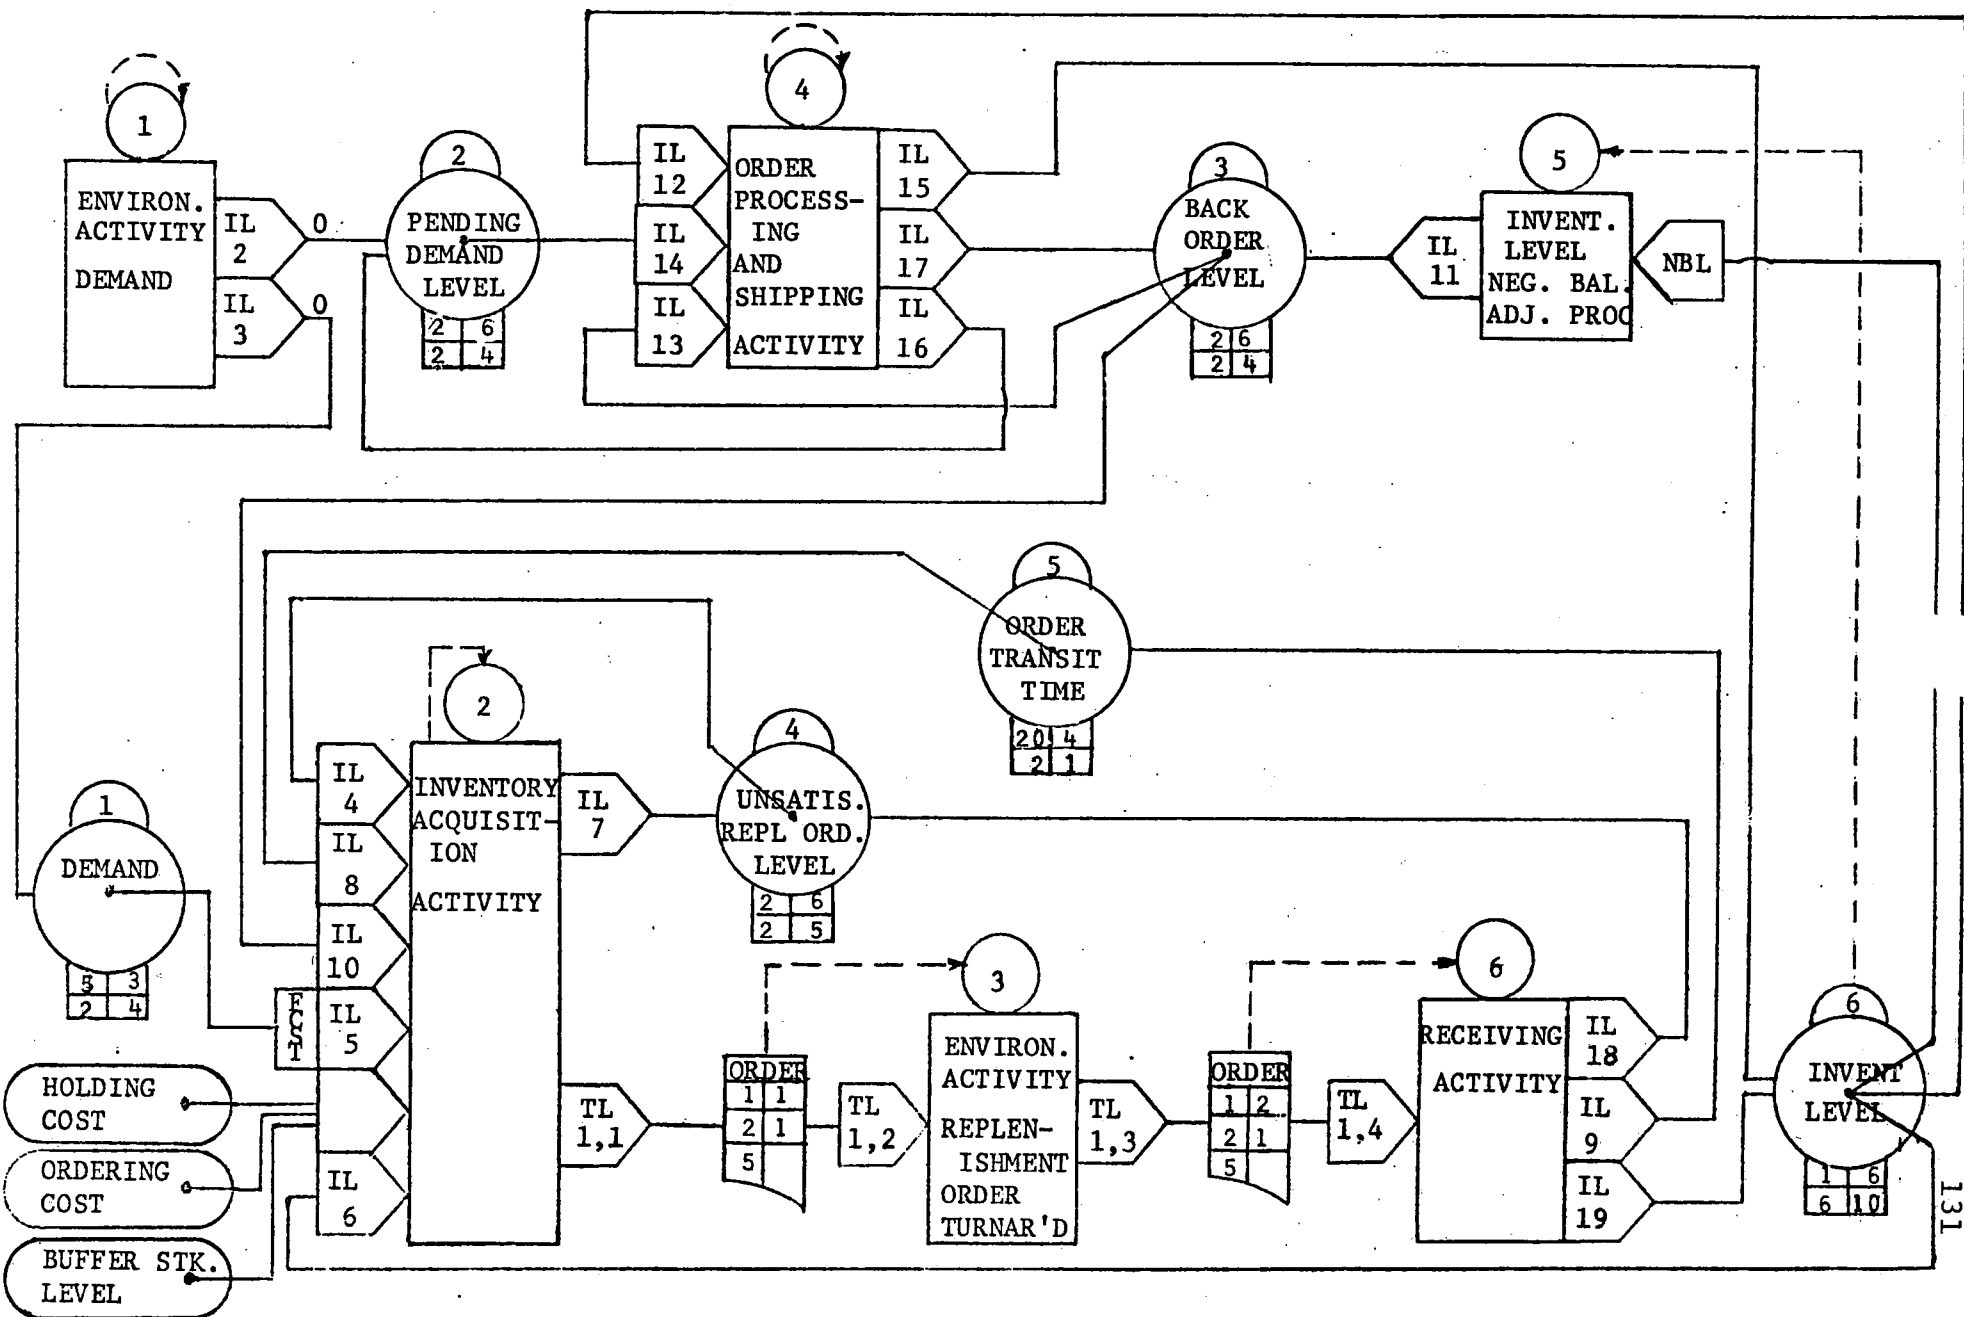 1
ENVIRON.
ACTIVITY
DEMAND
IL
2
0
IL
3
0
2
PENDING
DEMAND
LEVEL
2 6
2 4
4
IL
12
IL
14
IL
13
ORDER
PROCESS-
ING
AND
SHIPPING
ACTIVITY
IL
15
IL
17
IL
16
3
BACK
ORDER
LEVEL
2 6
2 4
5
IL
11
INVENT.
LEVEL
NEG. BAL.
ADJ. PROC
NBL
5
ORDER
TRANSIT
TIME
20 4
2 1
1
DEMAND
5 3
2 4
HOLDING
COST
ORDERING
COST
BUFFER STK.
LEVEL
2
IL
4
IL
8
IL
10
FCST
IL
5
IL
6
INVENTORY
ACQUISIT-
ION
ACTIVITY
IL
7
TL
1,1
4
UNSATIS.
REPL ORD.
LEVEL
2 6
2 5
ORDER
1 1
2 1
5
TL
1,2
3
ENVIRON.
ACTIVITY
REPLEN-
ISHMENT
ORDER
TURNAR'D
TL
1,3
ORDER
1 2
2 1
5
TL
1,4
6
RECEIVING
ACTIVITY
IL
18
IL
9
IL
19
6
INVENT
LEVEL
1 6
6 10
131